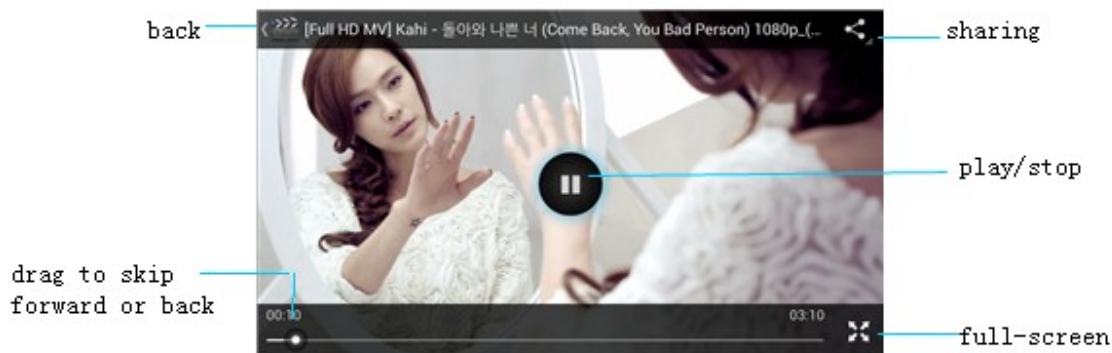 back
[Full HD MV] Kahi - 돌아와 나쁜 너 (Come Back, You Bad Person) 1080p_(...
sharing
play/stop
drag to skip
forward or back
00:10
03:10
full-screen